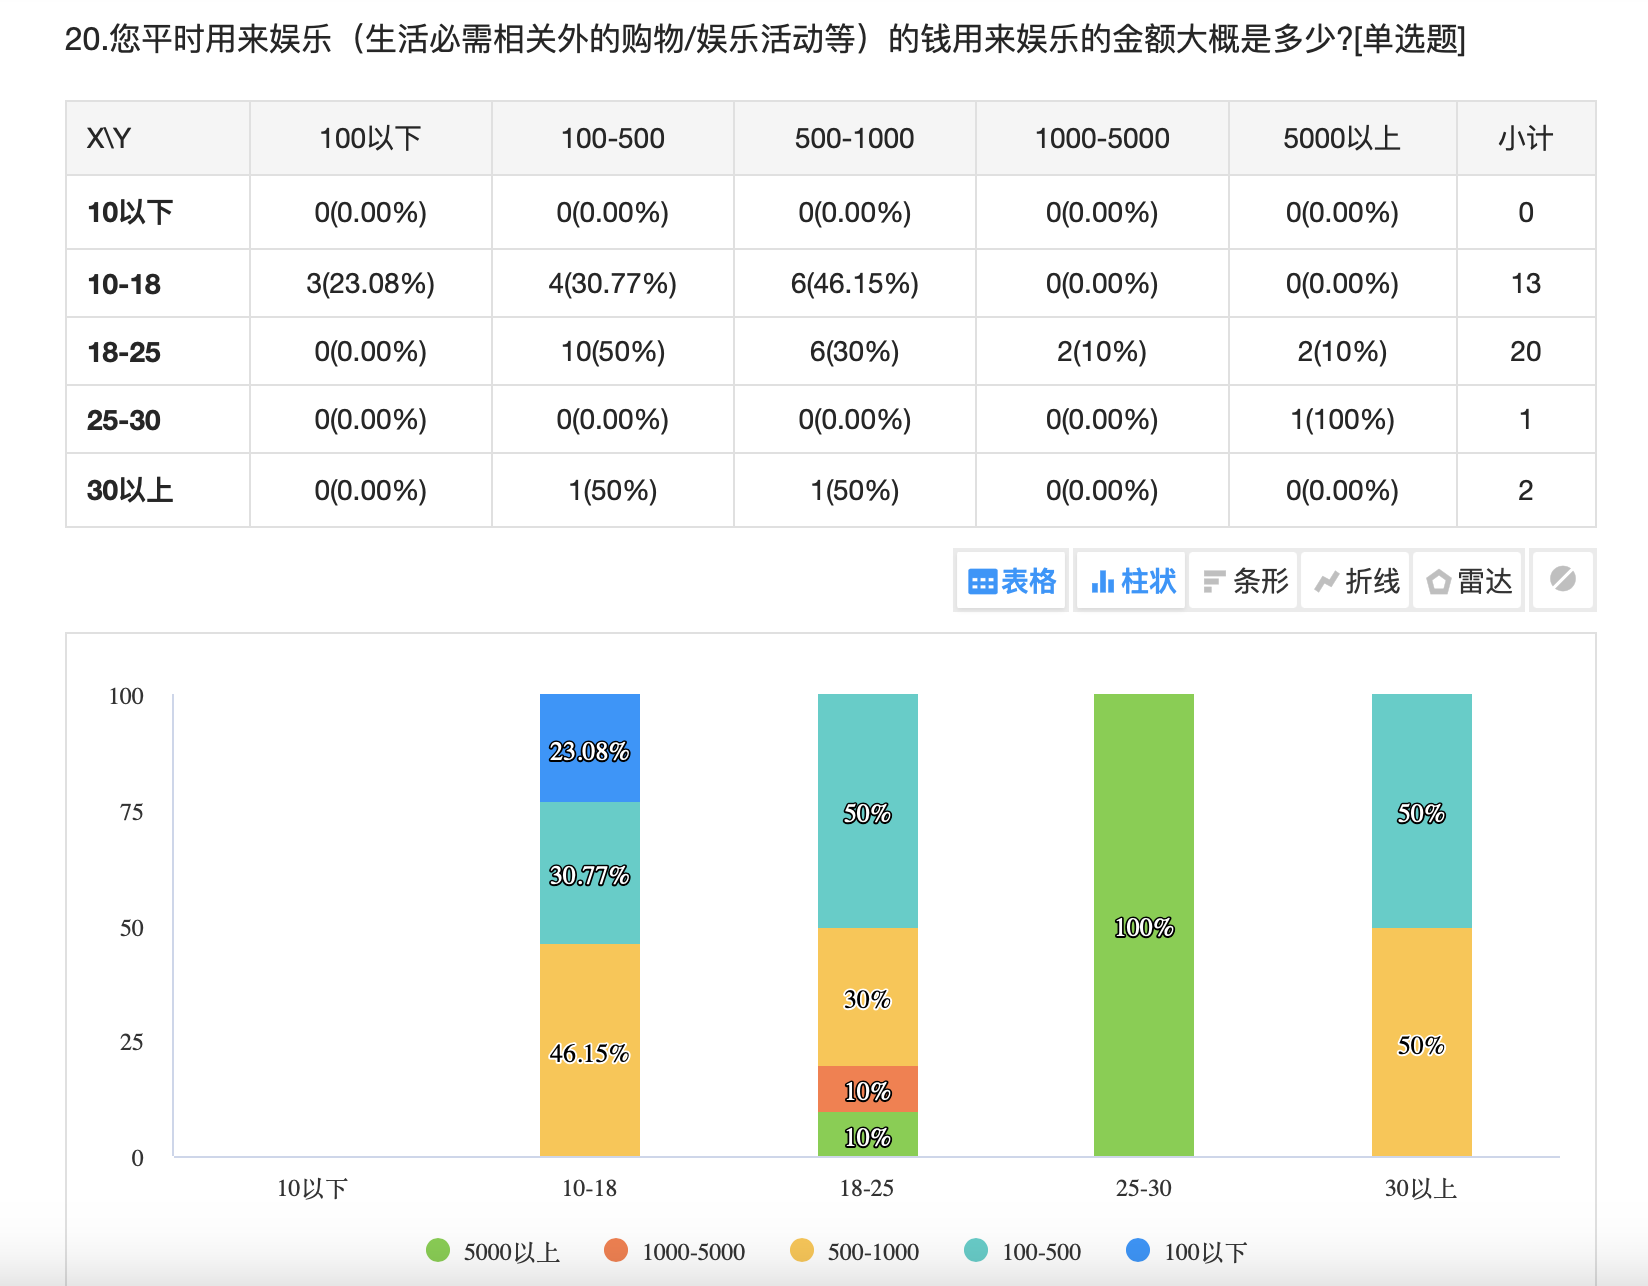 20.您平时用来娱乐（生活必需相关外的购物/娱乐活动等）的钱用来娱乐的金额大概是多少?[单选题]
X\Y 100以下 100-500 500-1000 1000-5000 5000以上 小计
10以下 0(0.00%) 0(0.00%) 0(0.00%) 0(0.00%) 0(0.00%) 0
10-18 3(23.08%) 4(30.77%) 6(46.15%) 0(0.00%) 0(0.00%) 13
18-25 0(0.00%) 10(50%) 6(30%) 2(10%) 2(10%) 20
25-30 0(0.00%) 0(0.00%) 0(0.00%) 0(0.00%) 1(100%) 1
30以上 0(0.00%) 1(50%) 1(50%) 0(0.00%) 0(0.00%) 2
表格 柱状 条形 折线 雷达
100
23.08%
75
50% 50%
30.77%
50
100%
30%
25
46.15% 50%
10%
10%
0
10以下 10-18 18-25 25-30 30以上
5000以上 1000-5000 500-1000 100-500 100以下